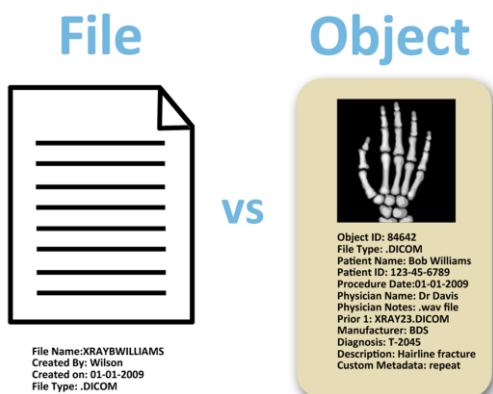 File
Object
vs
File Name:XRAYBWILLIAMS
Created By: Wilson
Created on: 01-01-2009
File Type: .DICOM
Object ID: 84642
File Type: .DICOM
Patient Name: Bob Williams
Patient ID: 123-45-6789
Procedure Date:01-01-2009
Physician Name: Dr Davis
Physician Notes: .wav file
Prior 1: XRAY23.DICOM
Manufacturer: BDS
Diagnosis: T-2045
Description: Hairline fracture
Custom Metadata: repeat